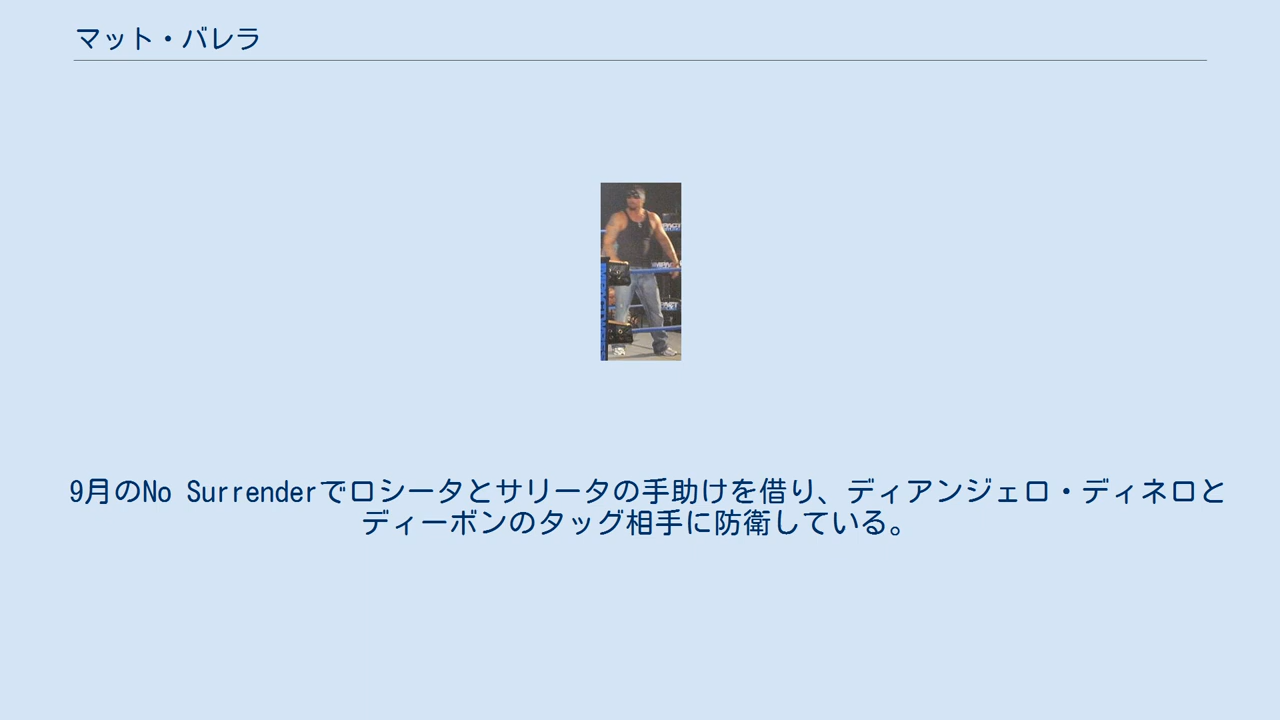 マット・バレラ
9月のNo Surrenderでロシータとサリータの手助けを借り、ディアンジェロ・ディネロと
ディーボンのタッグ相手に防衛している。